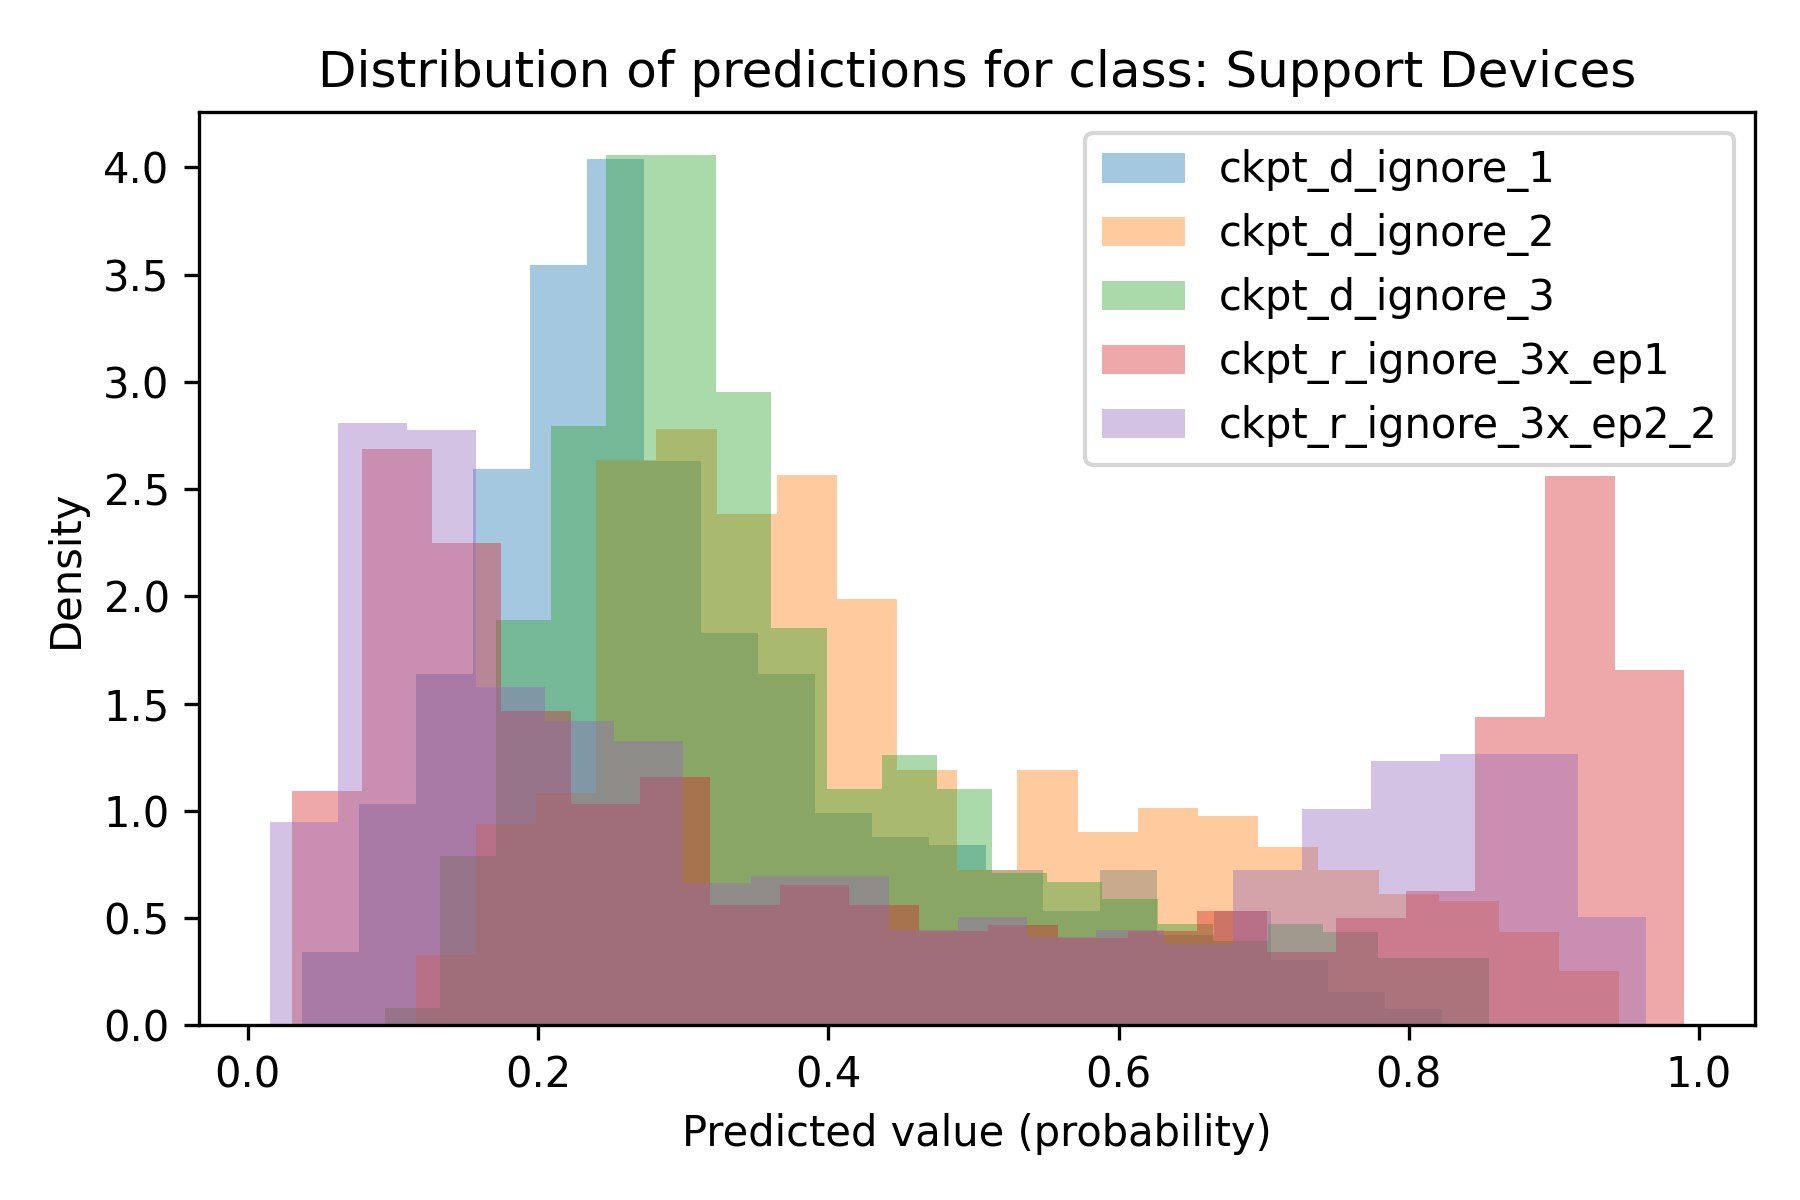 Distribution of predictions for class: Support Devices
4.0
3.5
3.0
2.5
2.0
1.5
1.0
0.5
0.0
Density
ckpt_d_ignore_1
ckpt_d_ignore_2
ckpt_d_ignore_3
ckpt_r_ignore_3x_ep1
ckpt_r_ignore_3x_ep2_2
0.0 0.2 0.4 0.6 0.8 1.0
Predicted value (probability)